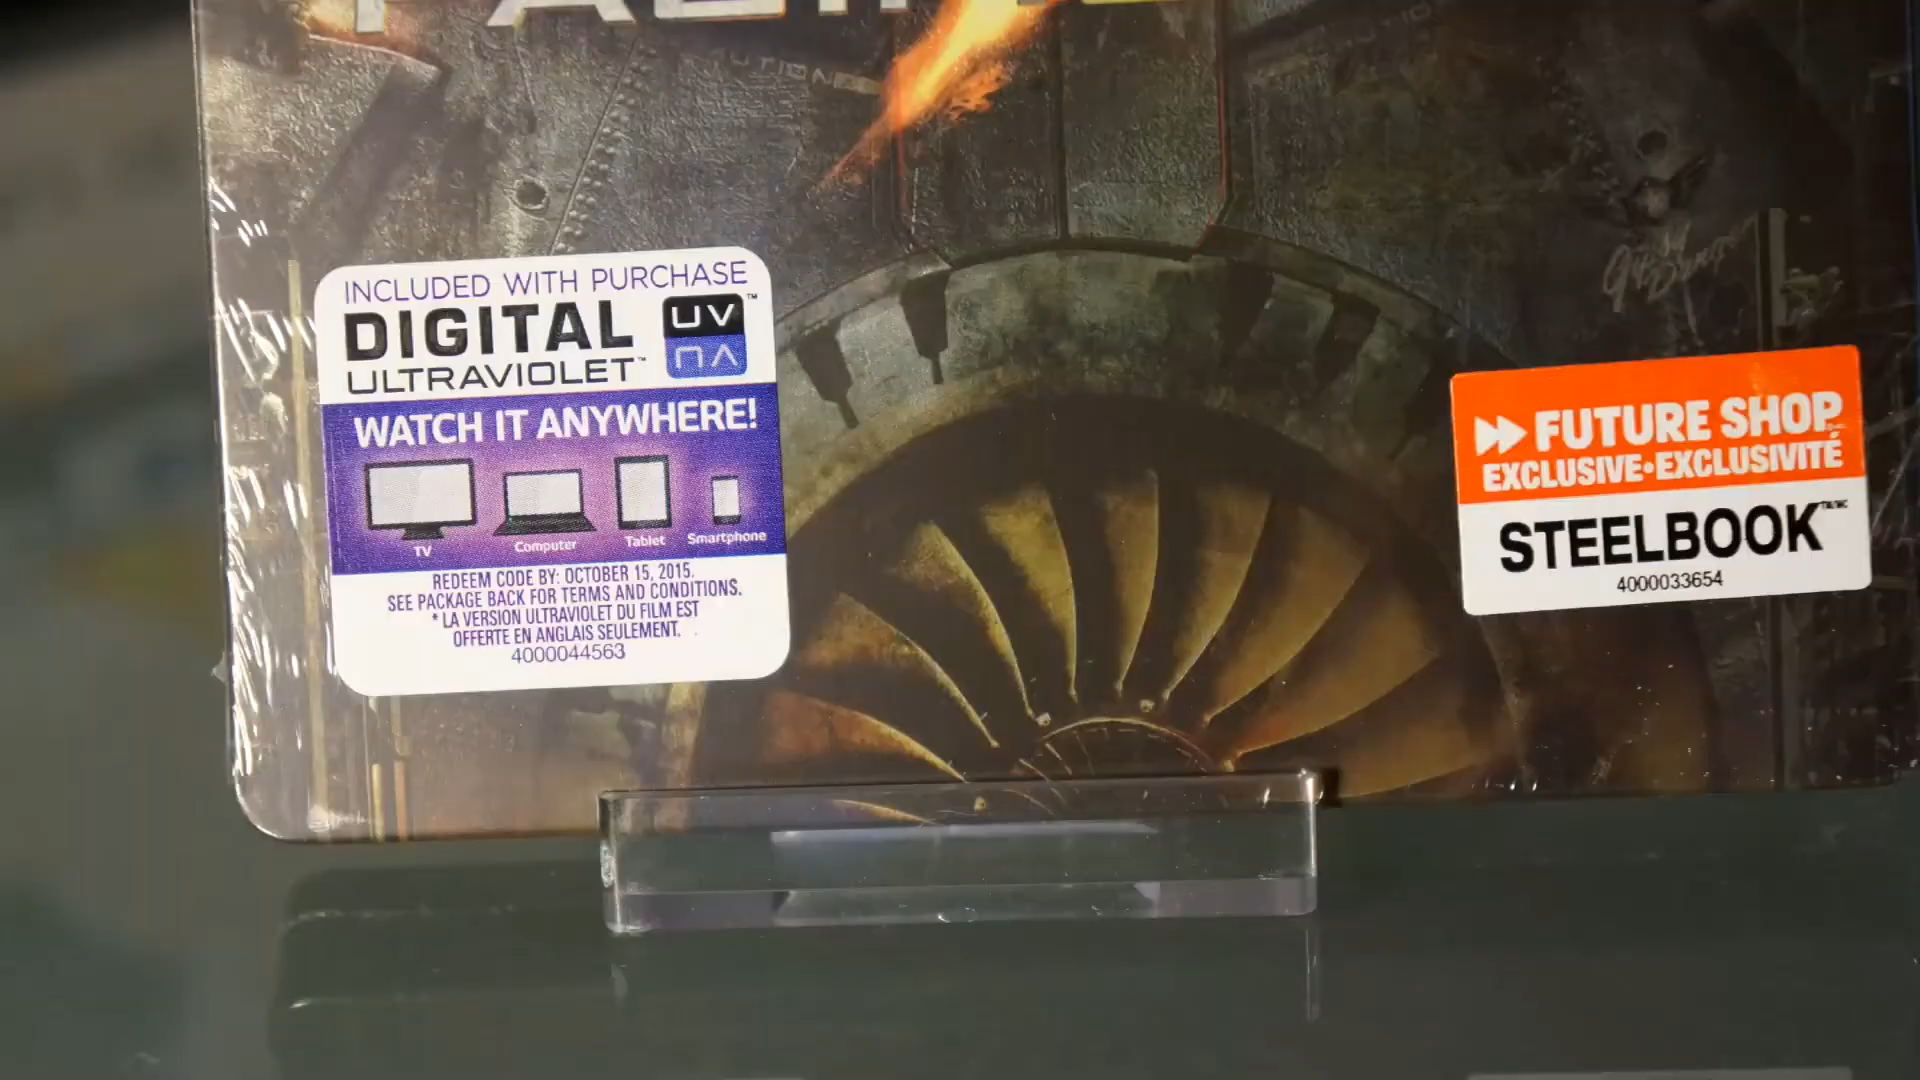 INCLUDED WITH PURCHASE
DIGITAL
ULTRAVIOLET™
UV™
WATCH IT ANYWHERE!
TV Computer Tablet Smartphone
REDEEM CODE BY: OCTOBER 15, 2015.
SEE PACKAGE BACK FOR TERMS AND CONDITIONS.
* LA VERSION ULTRAVIOLET DU FILM EST
OFFERTE EN ANGLAIS SEULEMENT.
4000044563
FUTURE SHOP
EXCLUSIVE•EXCLUSIVITÉ
STEELBOOK
4000033654